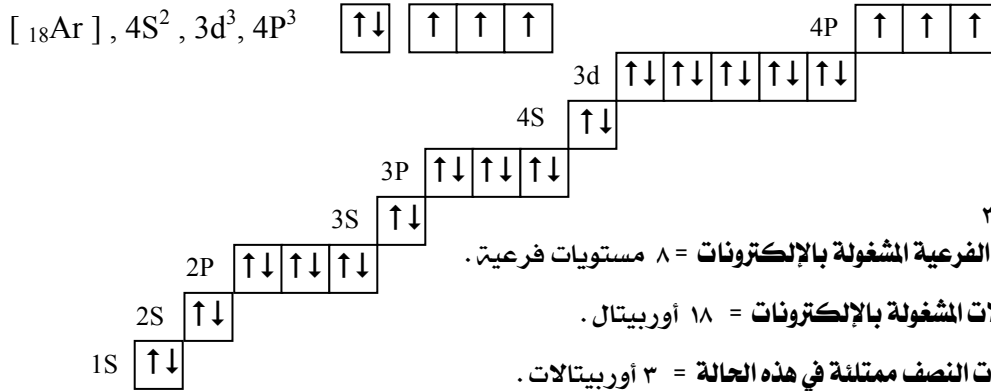 [ ₁₈Ar ] , 4S² , 3d³, 4P³ ↑↓ ↑ ↑ ↑
4P ↑ ↑ ↑
3d ↑↓ ↑↓ ↑↓ ↑↓ ↑↓
4S ↑↓
3P ↑↓ ↑↓ ↑↓
3S ↑↓
2P ↑↓ ↑↓ ↑↓
2S ↑↓
1S ↑↓
الفرعية المشغولة بالإلكترونات = ٨ مستويات فرعية .
لات المشغولة بالإلكترونات = ١٨ أوربيتال .
ت النصف ممتلئة في هذه الحالة = ٣ أوربيتالات .